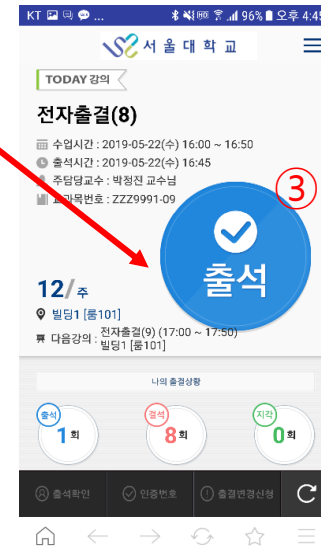 KT ... 96% 오후 4:45
서울대학교
TODAY 강의
전자출결(8)
수업시간 : 2019-05-22(수) 16:00 ~ 16:50
출석시간 : 2019-05-22(수) 16:45
주담당교수 : 박정진 교수님
교과목번호 : ZZZ9991-09
③
출석
12/주
빌딩1 [룸101]
다음강의 : 전자출결(9) (17:00 ~ 17:50)
빌딩1 [룸101]
나의 출결상황
출석 결석 지각
1회 8회 0회
출석확인 인증번호 출결변경신청